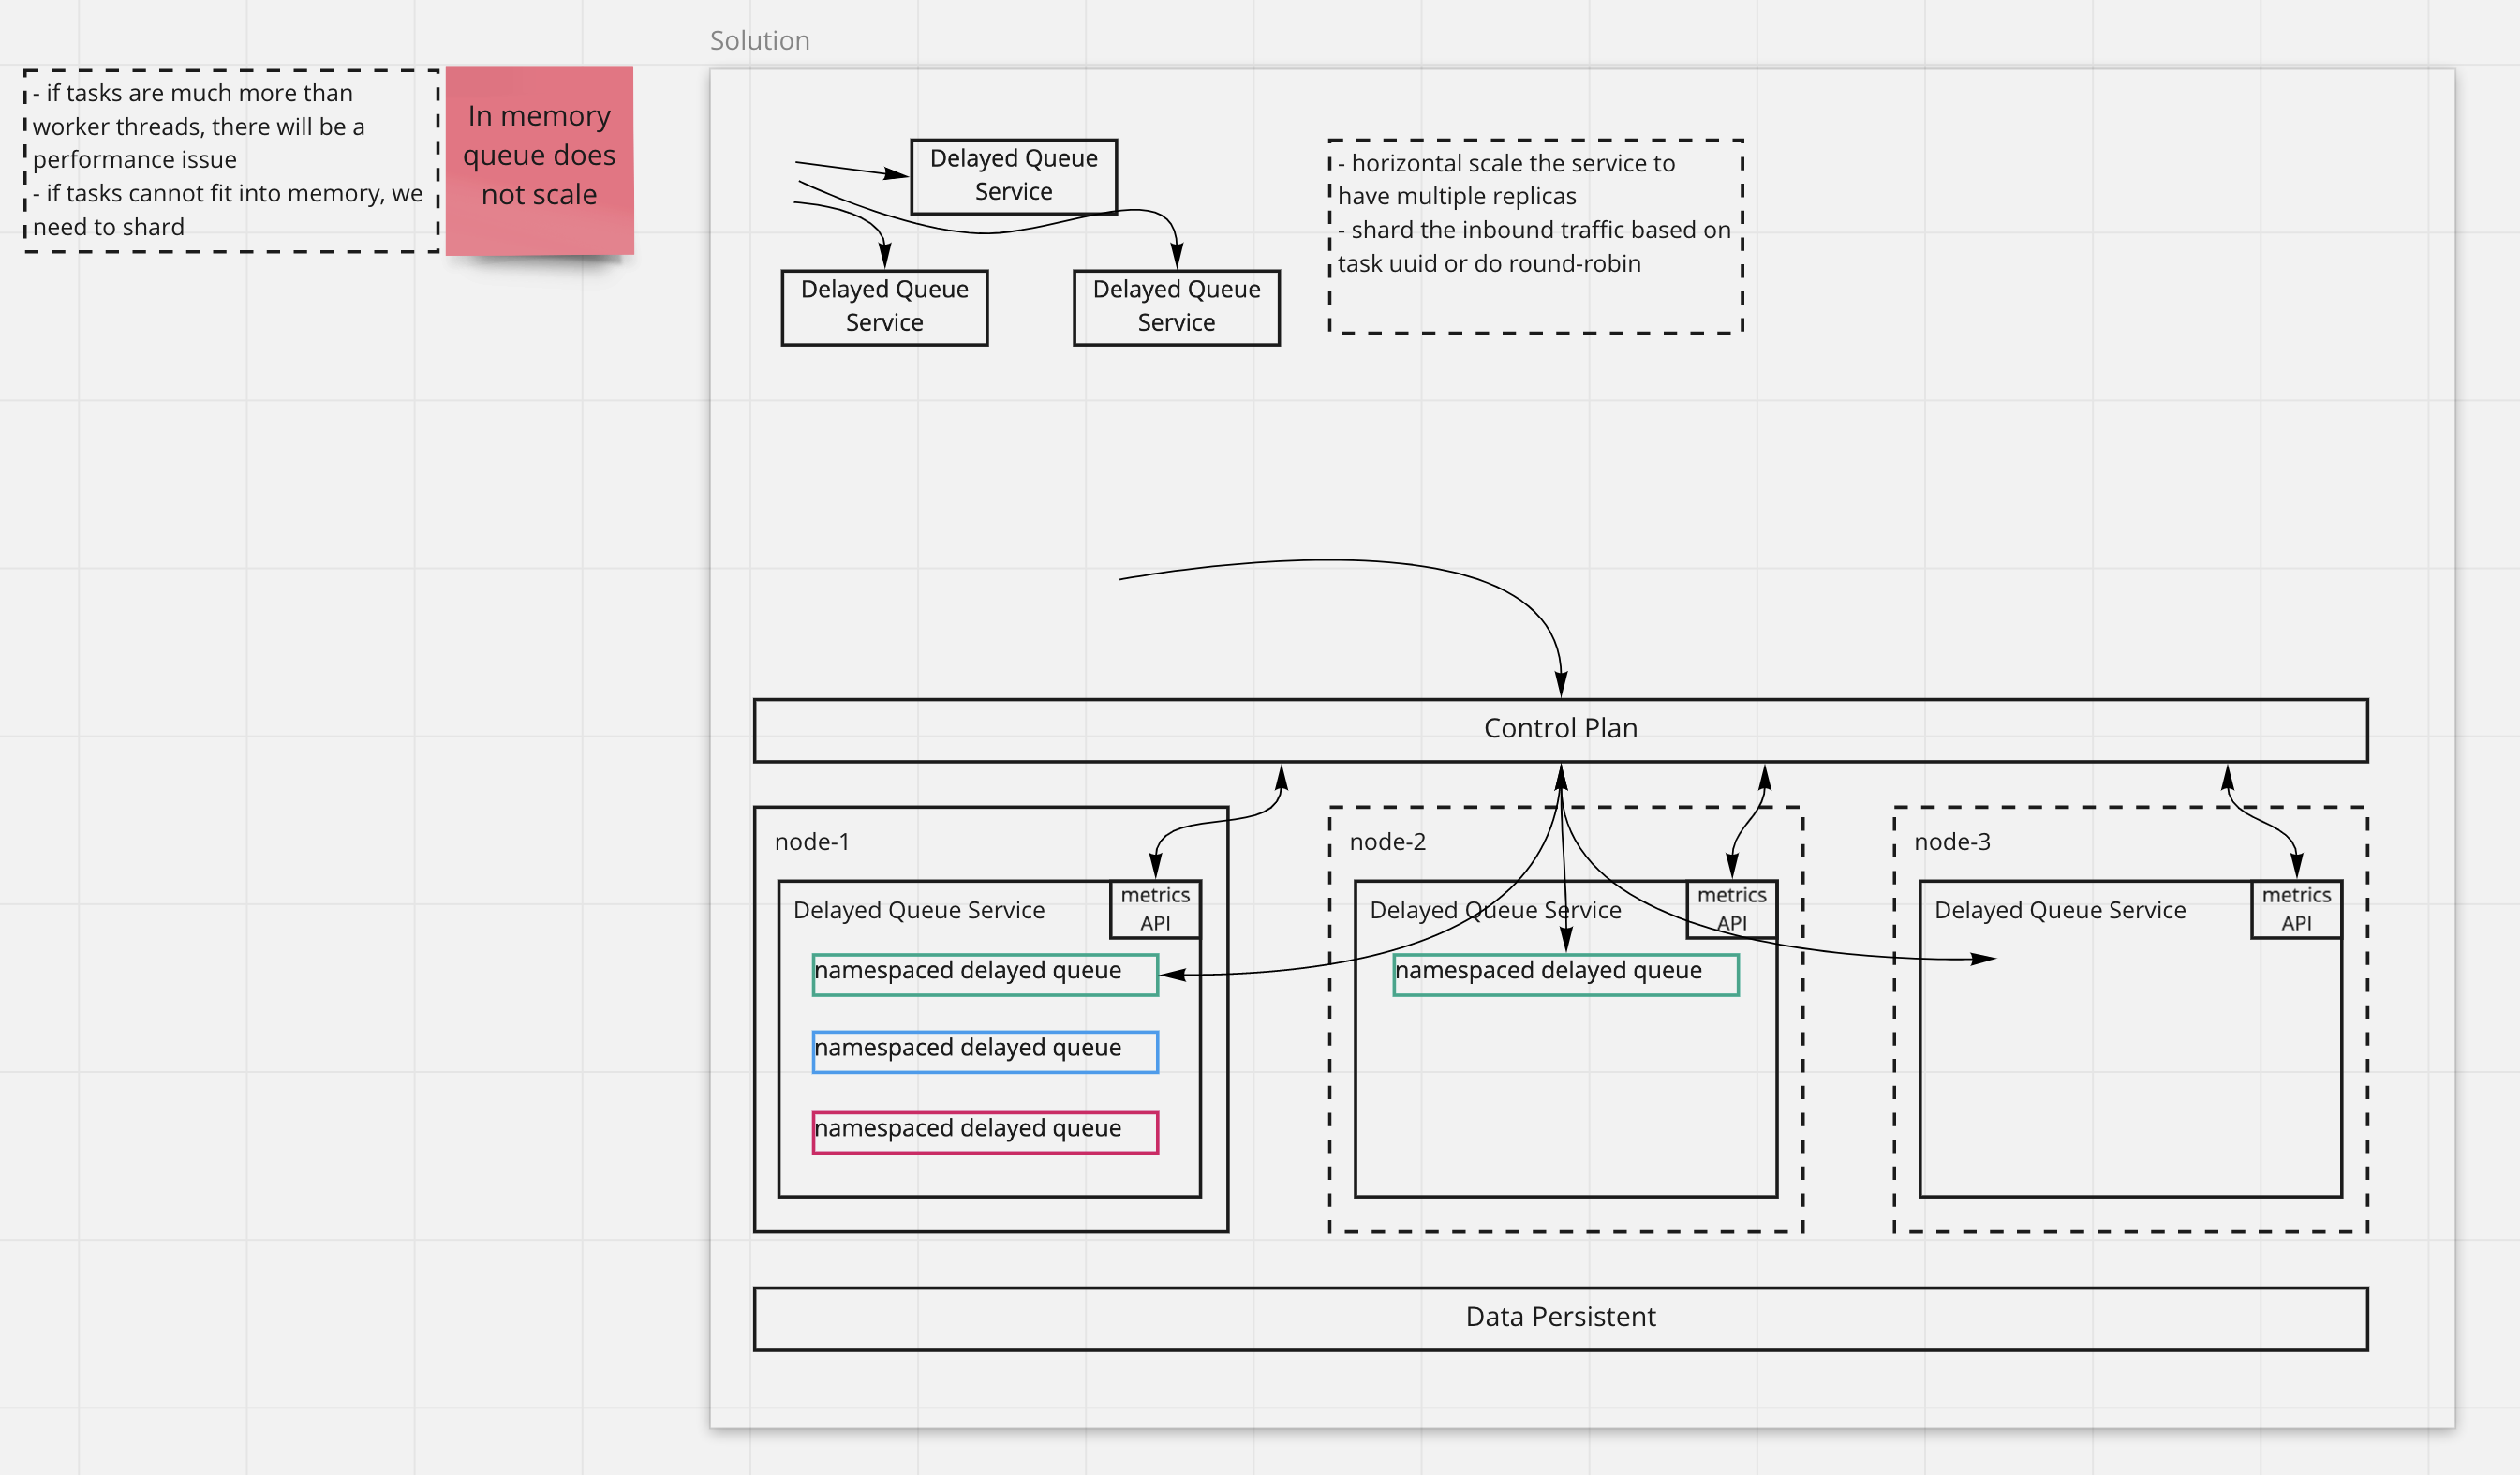 Solution
- if tasks are much more than
worker threads, there will be a
performance issue
- if tasks cannot fit into memory, we
need to shard
In memory
queue does
not scale
Delayed Queue
Service
Delayed Queue
Service
Delayed Queue
Service
- horizontal scale the service to
have multiple replicas
- shard the inbound traffic based on
task uuid or do round-robin
Control Plan
node-1
Delayed Queue Service
metrics
API
namespaced delayed queue
namespaced delayed queue
namespaced delayed queue
node-2
Delayed Queue Service
metrics
API
namespaced delayed queue
node-3
Delayed Queue Service
metrics
API
Data Persistent